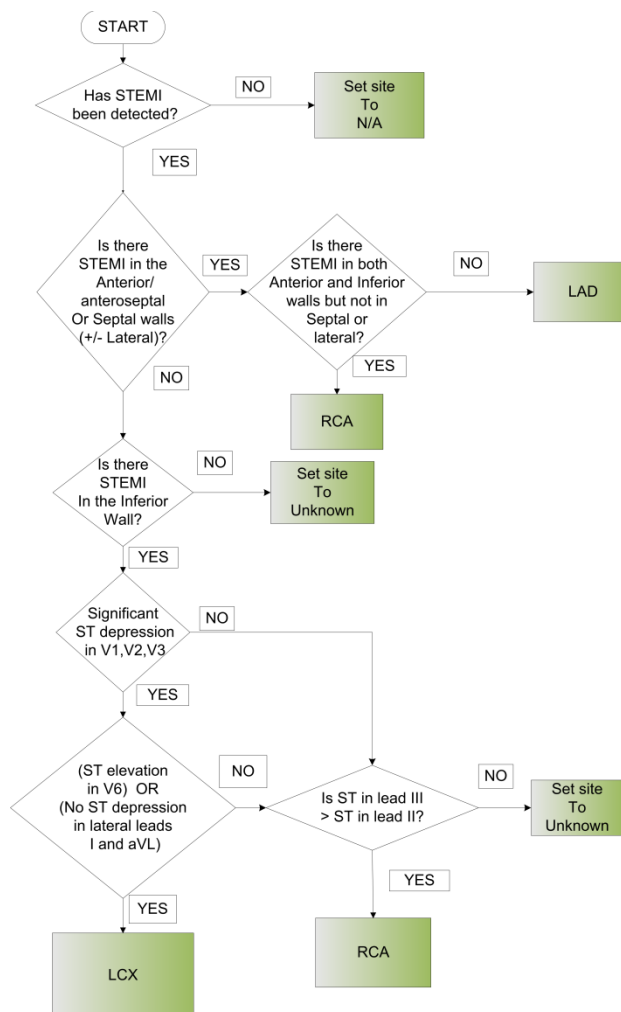 START
Has STEMI
been detected?
NO
Set site
To
N/A
YES
Is there
STEMI in the
Anterior/
anteroseptal
Or Septal walls
(+/- Lateral)?
YES
Is there
STEMI in both
Anterior and Inferior
walls but not in
Septal or
lateral?
NO
LAD
YES
RCA
NO
Is there
STEMI
In the Inferior
Wall?
NO
Set site
To
Unknown
YES
Significant
ST depression
in V1,V2,V3
NO
YES
(ST elevation
in V6) OR
(No ST depression
in lateral leads
I and aVL)
NO
Is ST in lead III
> ST in lead II?
NO
Set site
To
Unknown
YES
LCX
YES
RCA